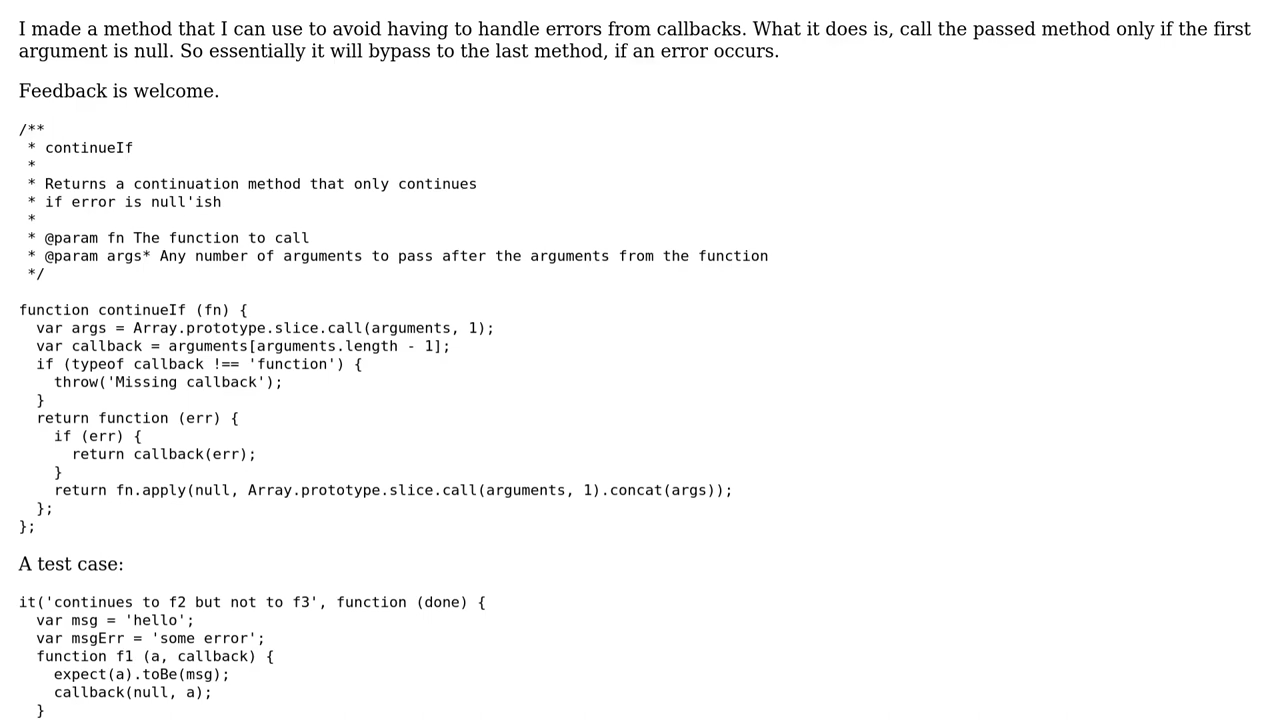 I made a method that I can use to avoid having to handle errors from callbacks. What it does is, call the passed method only if the first
argument is null. So essentially it will bypass to the last method, if an error occurs.
Feedback is welcome.
/**
 * continueIf
 *
 * Returns a continuation method that only continues
 * if error is null'ish
 *
 * @param fn The function to call
 * @param args* Any number of arguments to pass after the arguments from the function
 */
function continueIf (fn) {
  var args = Array.prototype.slice.call(arguments, 1);
  var callback = arguments[arguments.length - 1];
  if (typeof callback !== 'function') {
    throw('Missing callback');
  }
  return function (err) {
    if (err) {
      return callback(err);
    }
    return fn.apply(null, Array.prototype.slice.call(arguments, 1).concat(args));
  };
};
A test case:
it('continues to f2 but not to f3', function (done) {
  var msg = 'hello';
  var msgErr = 'some error';
  function f1 (a, callback) {
    expect(a).toBe(msg);
    callback(null, a);
  }